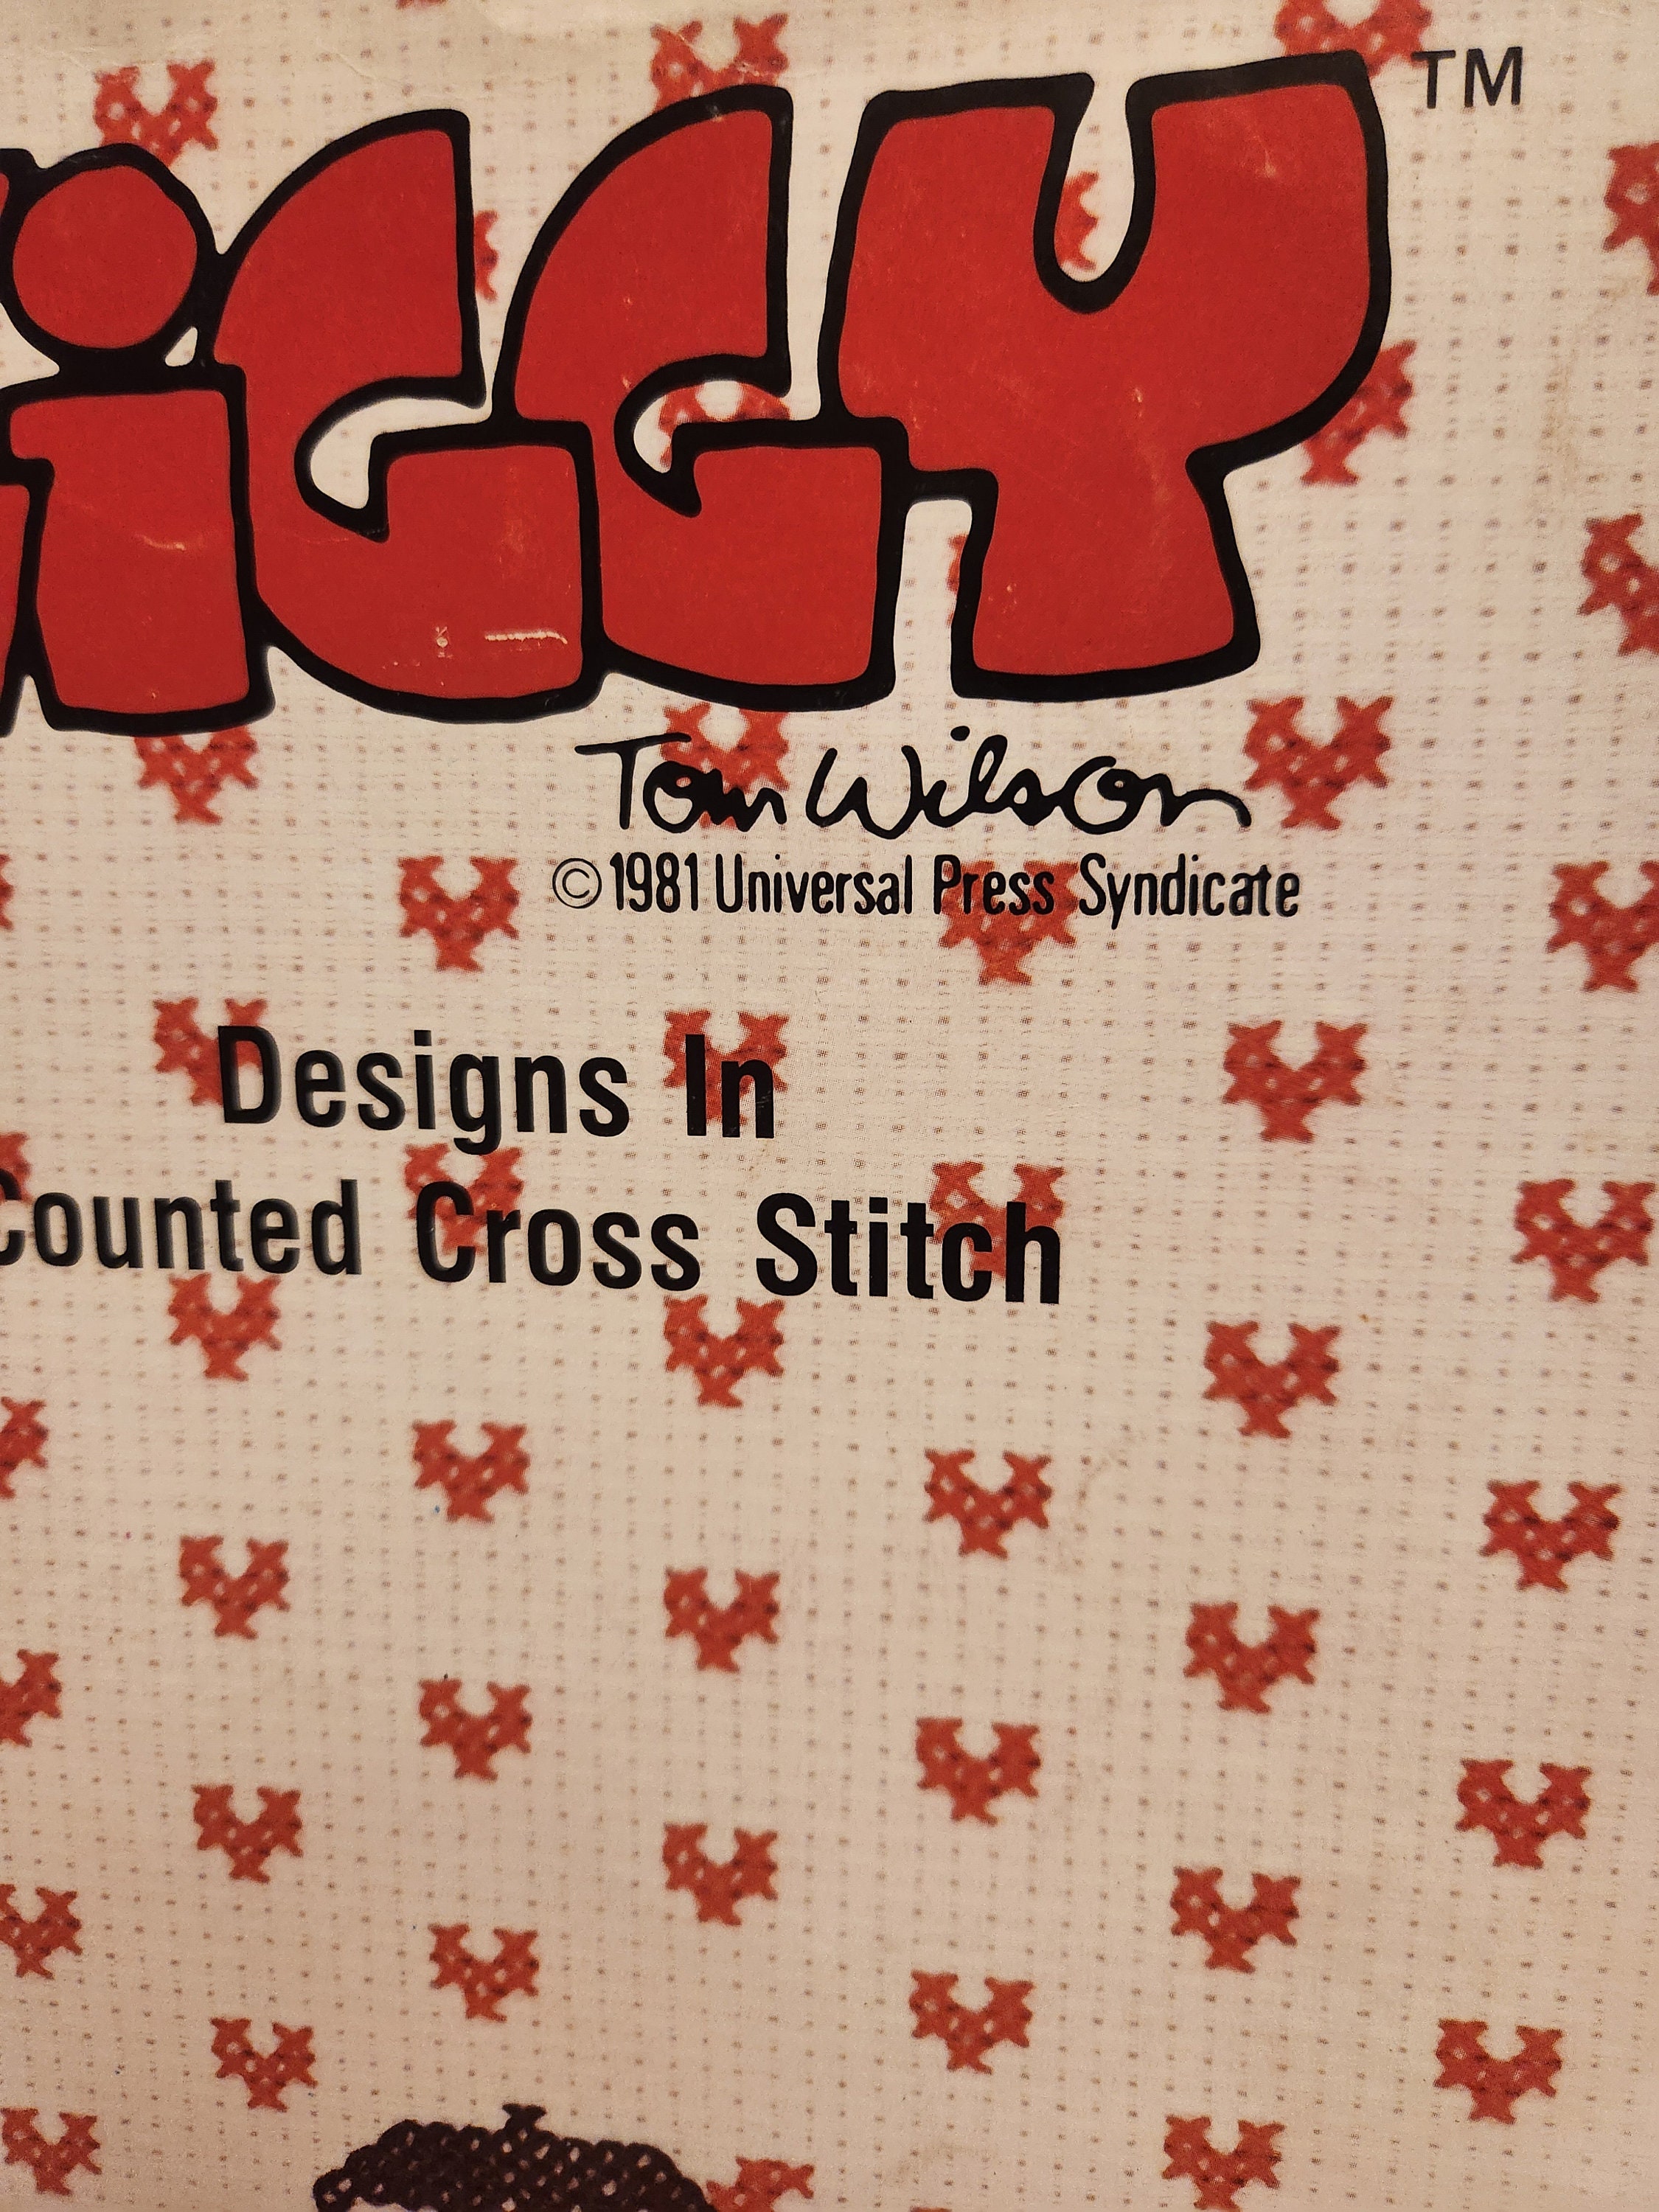 iGGY TM
Tom Wilson
©1981 Universal Press Syndicate
Designs In
Counted Cross Stitch